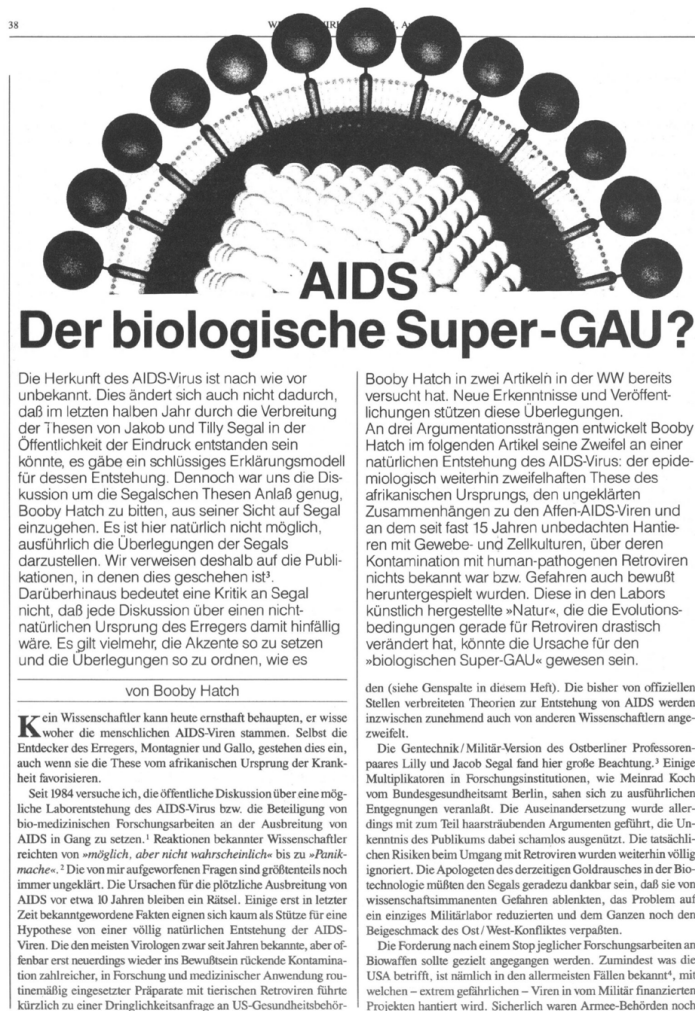 38
AIDS
Der biologische Super-GAU?
Die Herkunft des AIDS-Virus ist nach wie vor
unbekannt. Dies ändert sich auch nicht dadurch,
daß im letzten halben Jahr durch die Verbreitung
der Thesen von Jakob und Tilly Segal in der
Öffentlichkeit der Eindruck entstanden sein
könnte, es gäbe ein schlüssiges Erklärungsmodell
für dessen Entstehung. Dennoch war uns die Dis-
kussion um die Segalschen Thesen Anlaß genug,
Booby Hatch zu bitten, aus seiner Sicht auf Segal
einzugehen. Es ist hier natürlich nicht möglich,
ausführlich die Überlegungen der Segals
darzustellen. Wir verweisen deshalb auf die Publi-
kationen, in denen dies geschehen ist³.
Darüberhinaus bedeutet eine Kritik an Segal
nicht, daß jede Diskussion über einen nicht-
natürlichen Ursprung des Erregers damit hinfällig
wäre. Es gilt vielmehr, die Akzente so zu setzen
und die Überlegungen so zu ordnen, wie es
Booby Hatch in zwei Artikeln in der WW bereits
versucht hat. Neue Erkenntnisse und Veröffent-
lichungen stützen diese Überlegungen.
An drei Argumentationssträngen entwickelt Booby
Hatch im folgenden Artikel seine Zweifel an einer
natürlichen Entstehung des AIDS-Virus: der epide-
miologisch weiterhin zweifelhaften These des
afrikanischen Ursprungs, den ungeklärten
Zusammenhängen zu den Affen-AIDS-Viren und
an dem seit fast 15 Jahren unbedachten Hantie-
ren mit Gewebe- und Zellkulturen, über deren
Kontamination mit human-pathogenen Retroviren
nichts bekannt war bzw. Gefahren auch bewußt
heruntergespielt wurden. Diese in den Labors
künstlich hergestellte »Natur«, die die Evolutions-
bedingungen gerade für Retroviren drastisch
verändert hat, könnte die Ursache für den
»biologischen Super-GAU« gewesen sein.
von Booby Hatch
Kein Wissenschaftler kann heute ernsthaft behaupten, er wisse
woher die menschlichen AIDS-Viren stammen. Selbst die
Entdecker des Erregers, Montagnier und Gallo, gestehen dies ein,
auch wenn sie die These vom afrikanischen Ursprung der Krank-
heit favorisieren.
Seit 1984 versuche ich, die öffentliche Diskussion über eine mög-
liche Laborentstehung des AIDS-Virus bzw. die Beteiligung von
bio-medizinischen Forschungsarbeiten an der Ausbreitung von
AIDS in Gang zu setzen.¹ Reaktionen bekannter Wissenschaftler
reichten von »möglich, aber nicht wahrscheinlich« bis zu »Panik-
mache«.² Die von mir aufgeworfenen Fragen sind größtenteils noch
immer ungeklärt. Die Ursachen für die plötzliche Ausbreitung von
AIDS vor etwa 10 Jahren bleiben ein Rätsel. Einige erst in letzter
Zeit bekanntgewordene Fakten eignen sich kaum als Stütze für eine
Hypothese von einer völlig natürlichen Entstehung der AIDS-
Viren. Die den meisten Virologen zwar seit Jahren bekannte, aber of-
fenbar erst neuerdings wieder ins Bewußtsein rückende Kontamina-
tion zahlreicher, in Forschung und medizinischer Anwendung rou-
tinemäßig eingesetzter Präparate mit tierischen Retroviren führte
kürzlich zu einer Dringlichkeitsanfrage an US-Gesundheitsbehör-
den (siehe Genspalte in diesem Heft). Die bisher von offiziellen
Stellen verbreiteten Theorien zur Entstehung von AIDS werden
inzwischen zunehmend auch von anderen Wissenschaftlern ange-
zweifelt.
Die Gentechnik/Militär-Version des Ostberliner Professoren-
paares Lilly und Jacob Segal fand hier große Beachtung.³ Einige
Multiplikatoren in Forschungsinstitutionen, wie Meinrad Koch
vom Bundesgesundheitsamt Berlin, sahen sich zu ausführlichen
Entgegnungen veranlaßt. Die Auseinandersetzung wurde aller-
dings mit zum Teil haarsträubenden Argumenten geführt, die Un-
kenntnis des Publikums dabei schamlos ausgenützt. Die tatsächli-
chen Risiken beim Umgang mit Retroviren wurden weiterhin völlig
ignoriert. Die Apologeten des derzeitigen Goldrausches in der Bio-
technologie müßten den Segals geradezu dankbar sein, daß sie von
wissenschaftsimmanenten Gefahren ablenkten, das Problem auf
ein einziges Militärlabor reduzierten und dem Ganzen noch den
Beigeschmack des Ost/West-Konfliktes verpaßten.
Die Forderung nach einem Stop jeglicher Forschungsarbeiten an
Biowaffen sollte gezielt angegangen werden. Zumindest was die
USA betrifft, ist nämlich in den allermeisten Fällen bekannt⁴, mit
welchen – extrem gefährlichen – Viren in vom Militär finanzierten
Projekten hantiert wird. Sicherlich waren Armee-Behörden noch